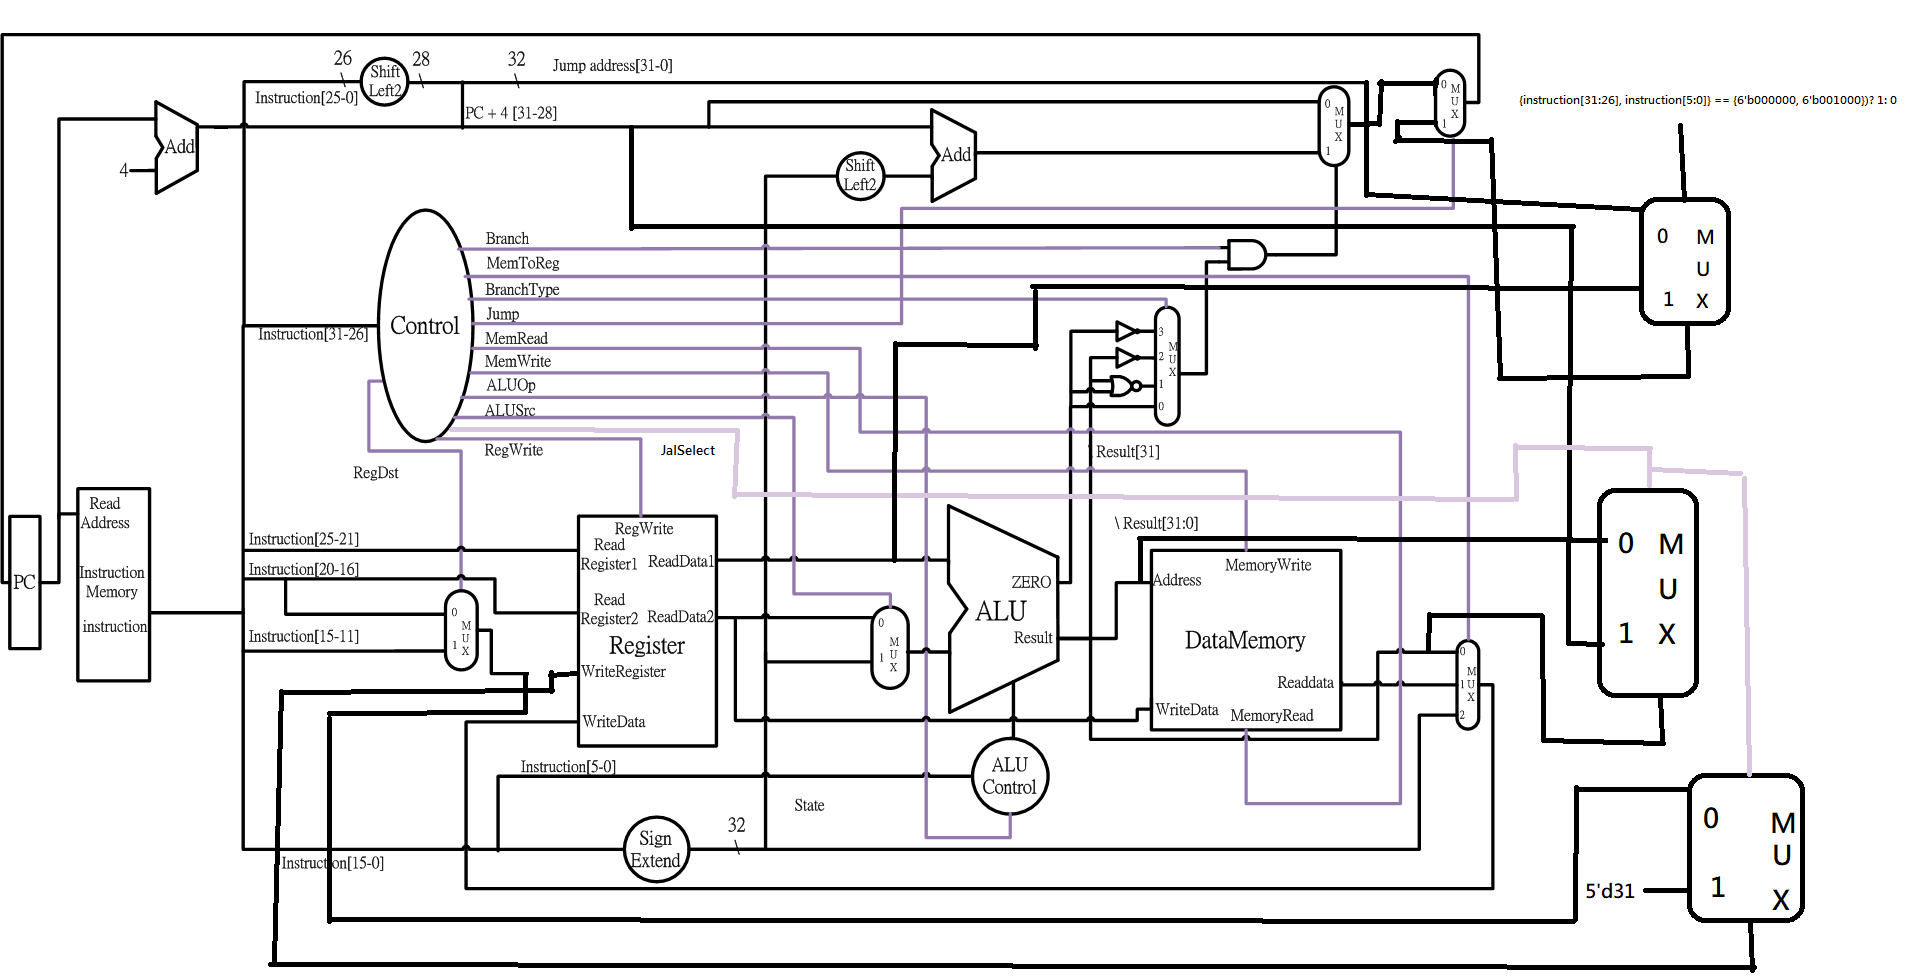 26
28
32
Shift
Left2
Jump address[31-0]
Instruction[25-0]
PC + 4 [31-28]
0
M
U
X
1
0
M
U
X
1
{instruction[31:26], instruction[5:0]} == {6'b000000, 6'b001000})? 1: 0
Add
4
Shift
Left2
Add
0 M
U
1 X
Branch
MemToReg
BranchType
Jump
MemRead
MemWrite
ALUOp
ALUSrc
RegWrite
JalSelect
RegDst
Control
Instruction[31-26]
3
M
2
U
X
1
0
\ Result[31]
\ Result[31:0]
Read
Address
Instruction
Memory
instruction
PC
Instruction[25-21]
Instruction[20-16]
Instruction[15-11]
0
M
U
1
X
RegWrite
Read
Register1
ReadData1
Read
Register2
ReadData2
Register
WriteRegister
WriteData
0
M
1 U
X
ZERO
ALU
Result
MemoryWrite
Address
DataMemory
Readdata
WriteData
MemoryRead
0
M
1 U
X
2
0 M
U
1 X
Instruction[5-0]
ALU
Control
State
32
Sign
Extend
Instruction[15-0]
0 M
U
5'd31
1 X